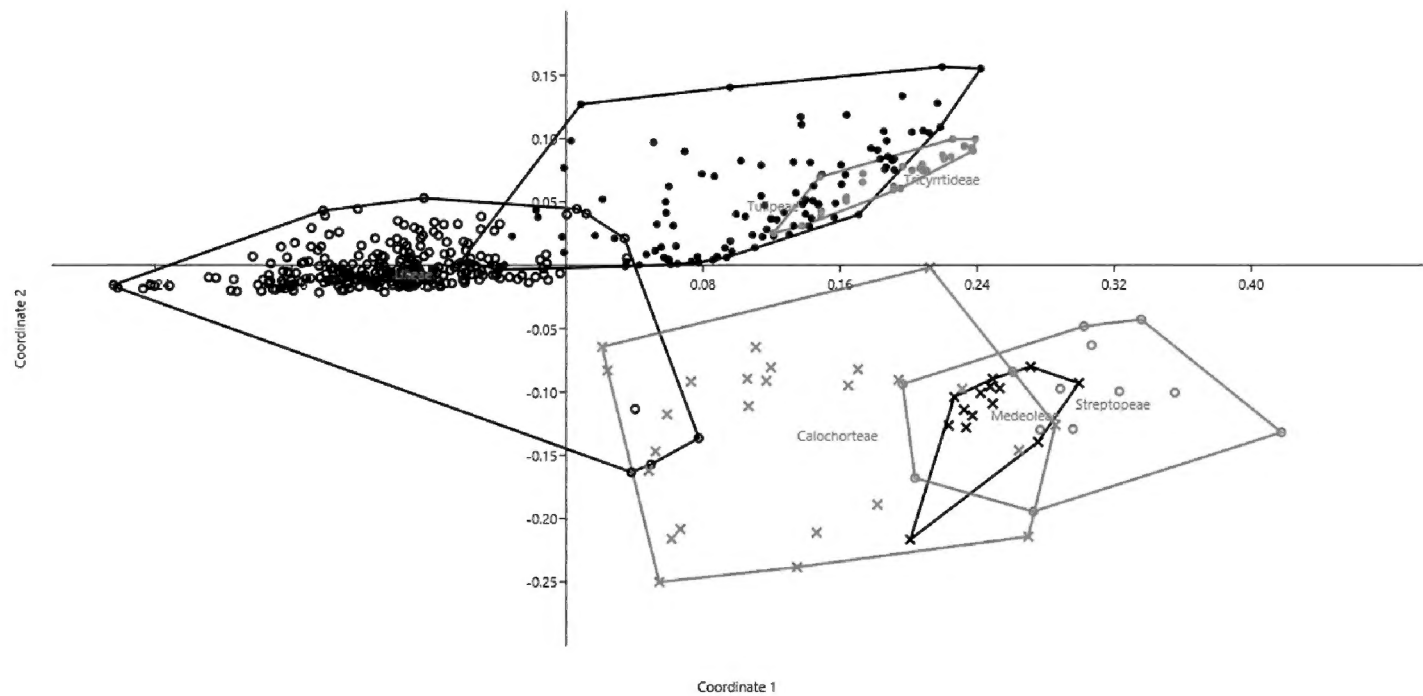 0.15
0.10
Tricyrtideae
0.05
Tulipeae
0.08
0.16
0.24
0.32
0.40
-0.05
Coordinate 2
-0.10
Medeoleae
Streptopeae
Calochorteae
-0.15
-0.20
-0.25
Coordinate 1